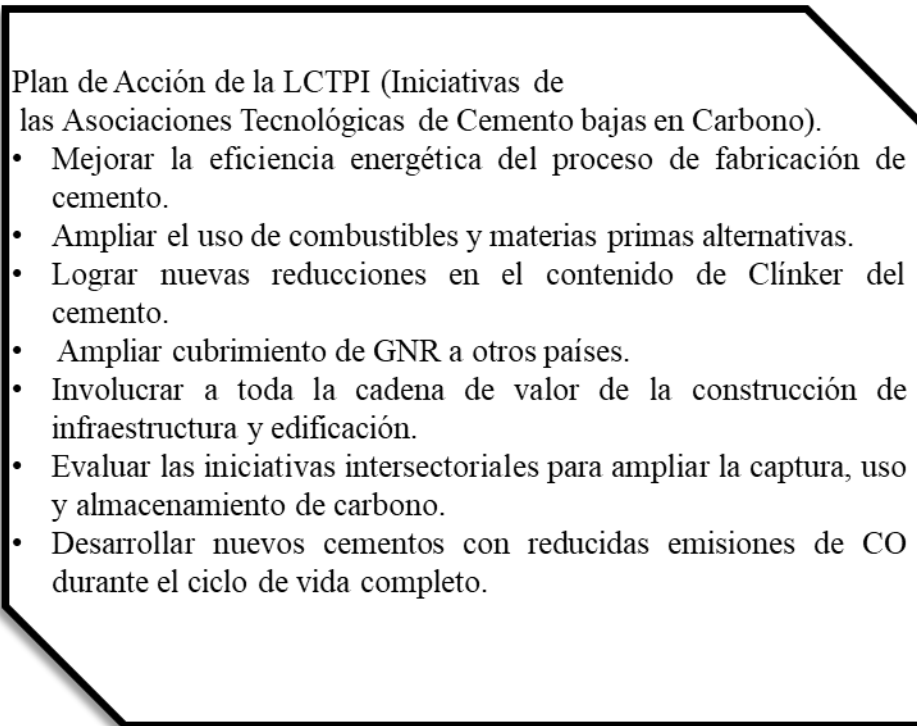 Plan de Acción de la LCTPI (Iniciativas de
las Asociaciones Tecnológicas de Cemento bajas en Carbono).
• Mejorar la eficiencia energética del proceso de fabricación de
cemento.
• Ampliar el uso de combustibles y materias primas alternativas.
• Lograr nuevas reducciones en el contenido de Clínker del
cemento.
• Ampliar cubrimiento de GNR a otros países.
• Involucrar a toda la cadena de valor de la construcción de
infraestructura y edificación.
• Evaluar las iniciativas intersectoriales para ampliar la captura, uso
y almacenamiento de carbono.
• Desarrollar nuevos cementos con reducidas emisiones de CO
durante el ciclo de vida completo.